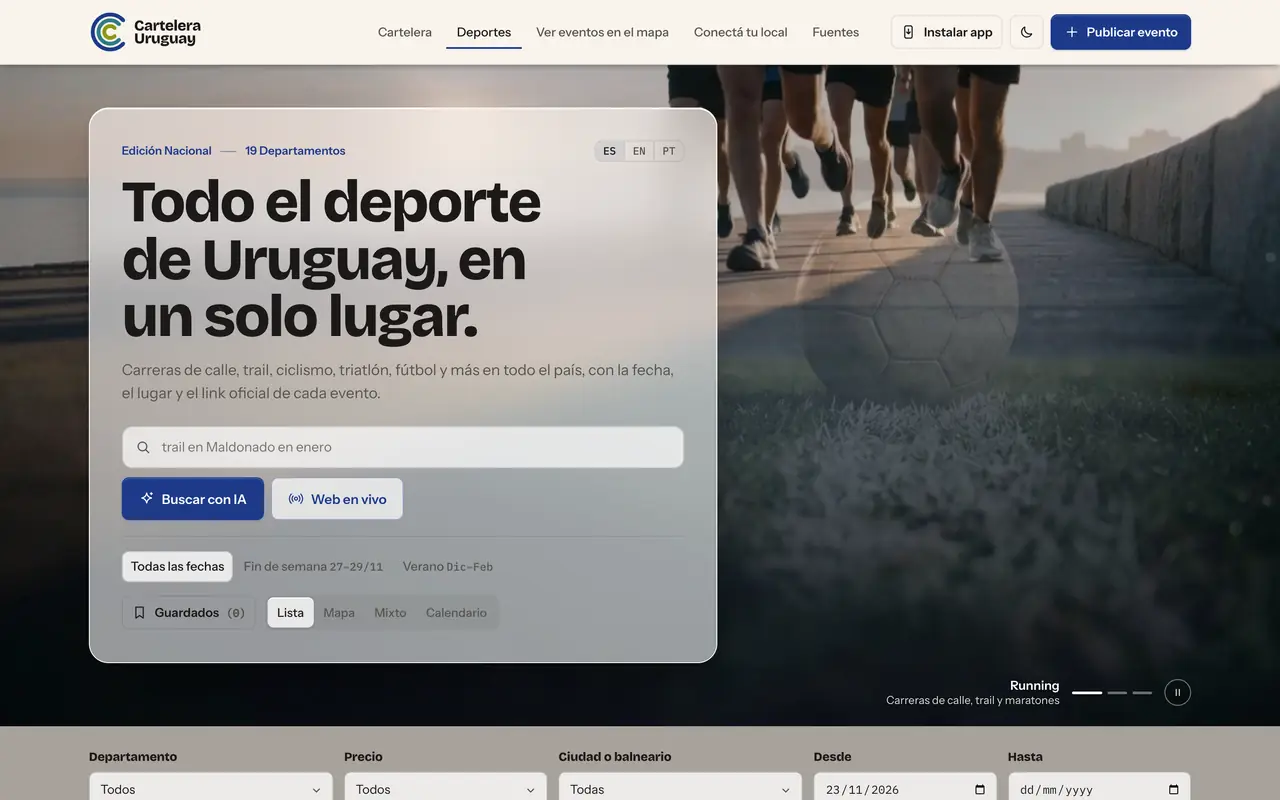 Cartelera
Uruguay
Cartelera
Deportes
Ver eventos en el mapa
Conectá tu local
Fuentes
Instalar app
Publicar evento
Edición Nacional — 19 Departamentos
ES EN PT
Todo el deporte
de Uruguay, en
un solo lugar.
Carreras de calle, trail, ciclismo, triatlón, fútbol y más en todo el país, con la fecha,
el lugar y el link oficial de cada evento.
trail en Maldonado en enero
Buscar con IA
Web en vivo
Todas las fechas
Fin de semana 27–29/11
Verano Dic–Feb
Guardados (0)
Lista
Mapa
Mixto
Calendario
Running
Carreras de calle, trail y maratones
Departamento
Precio
Ciudad o balneario
Desde
Hasta
Todos
Todos
Todas
23/11/2026
dd/mm/yyyy